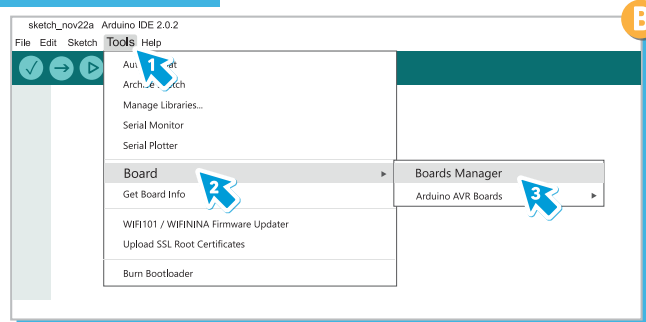 B
sketch_nov22a Arduino IDE 2.0.2
File Edit Sketch Tools Help
1
Manage Libraries...
Serial Monitor
Serial Plotter
Board
Boards Manager
2
3
Get Board Info
Arduino AVR Boards
WIFI101 / WIFININA Firmware Updater
Upload SSL Root Certificates
Burn Bootloader